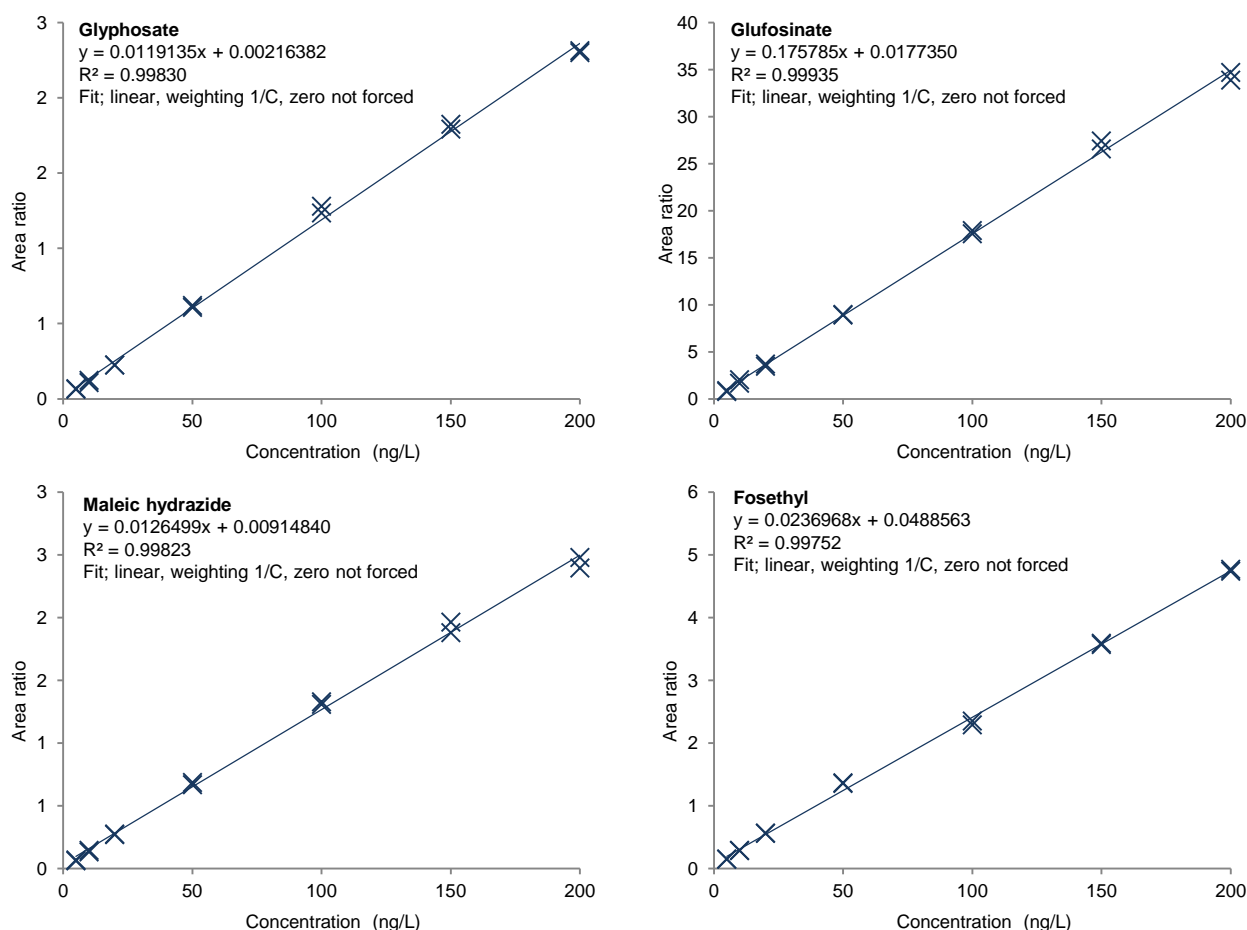 Glyphosate
y = 0.0119135x + 0.00216382
R² = 0.99830
Fit; linear, weighting 1/C, zero not forced
3
2
2
1
1
0
Area ratio
0 50 100 150 200
Concentration (ng/L)
Glufosinate
y = 0.175785x + 0.0177350
R² = 0.99935
Fit; linear, weighting 1/C, zero not forced
40
35
30
25
20
15
10
5
0
Area ratio
0 50 100 150 200
Concentration (ng/L)
Maleic hydrazide
y = 0.0126499x + 0.00914840
R² = 0.99823
Fit; linear, weighting 1/C, zero not forced
3
3
2
2
1
1
0
Area ratio
0 50 100 150 200
Concentration (ng/L)
Fosethyl
y = 0.0236968x + 0.0488563
R² = 0.99752
Fit; linear, weighting 1/C, zero not forced
6
5
4
3
2
1
0
Area ratio
0 50 100 150 200
Concentration (ng/L)